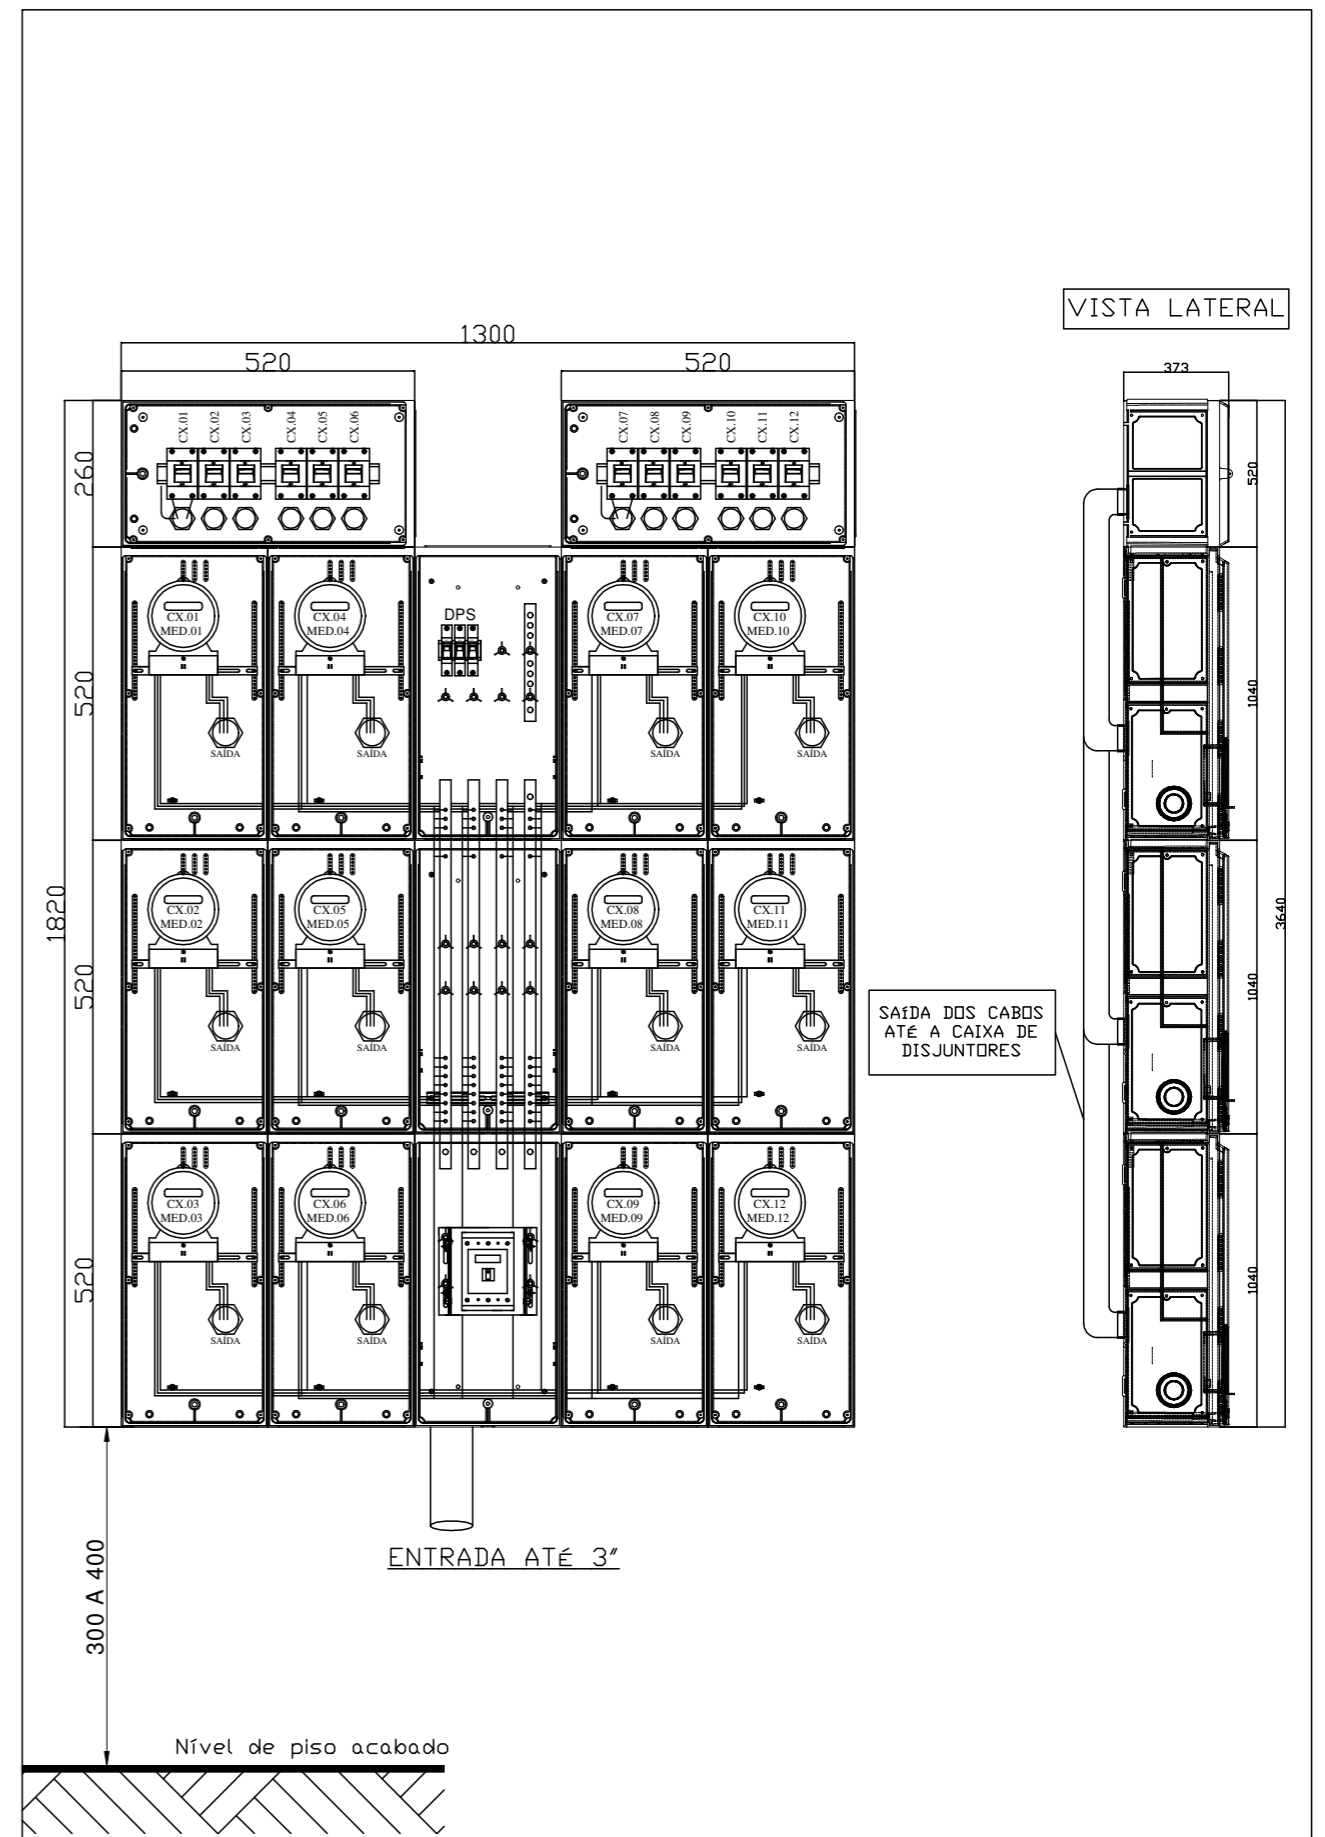 VISTA LATERAL
1300
520
520
373
CX.01
CX.02
CX.03
CX.04
CX.05
CX.06
CX.07
CX.08
CX.09
CX.10
CX.11
CX.12
260
520
CX.01
MED.01
CX.04
MED.04
DPS
CX.07
MED.07
CX.10
MED.10
520
SAÍDA
SAÍDA
SAÍDA
SAÍDA
1040
1820
CX.02
MED.02
CX.05
MED.05
CX.08
MED.08
CX.11
MED.11
3640
520
SAÍDA
SAÍDA
SAÍDA
SAÍDA
1040
SAÍDA DOS CABOS
ATÉ A CAIXA DE
DISJUNTORES
CX.03
MED.03
CX.06
MED.06
CX.09
MED.09
CX.12
MED.12
520
SAÍDA
SAÍDA
SAÍDA
SAÍDA
1040
ENTRADA ATÉ 3"
300 A 400
Nível de piso acabado